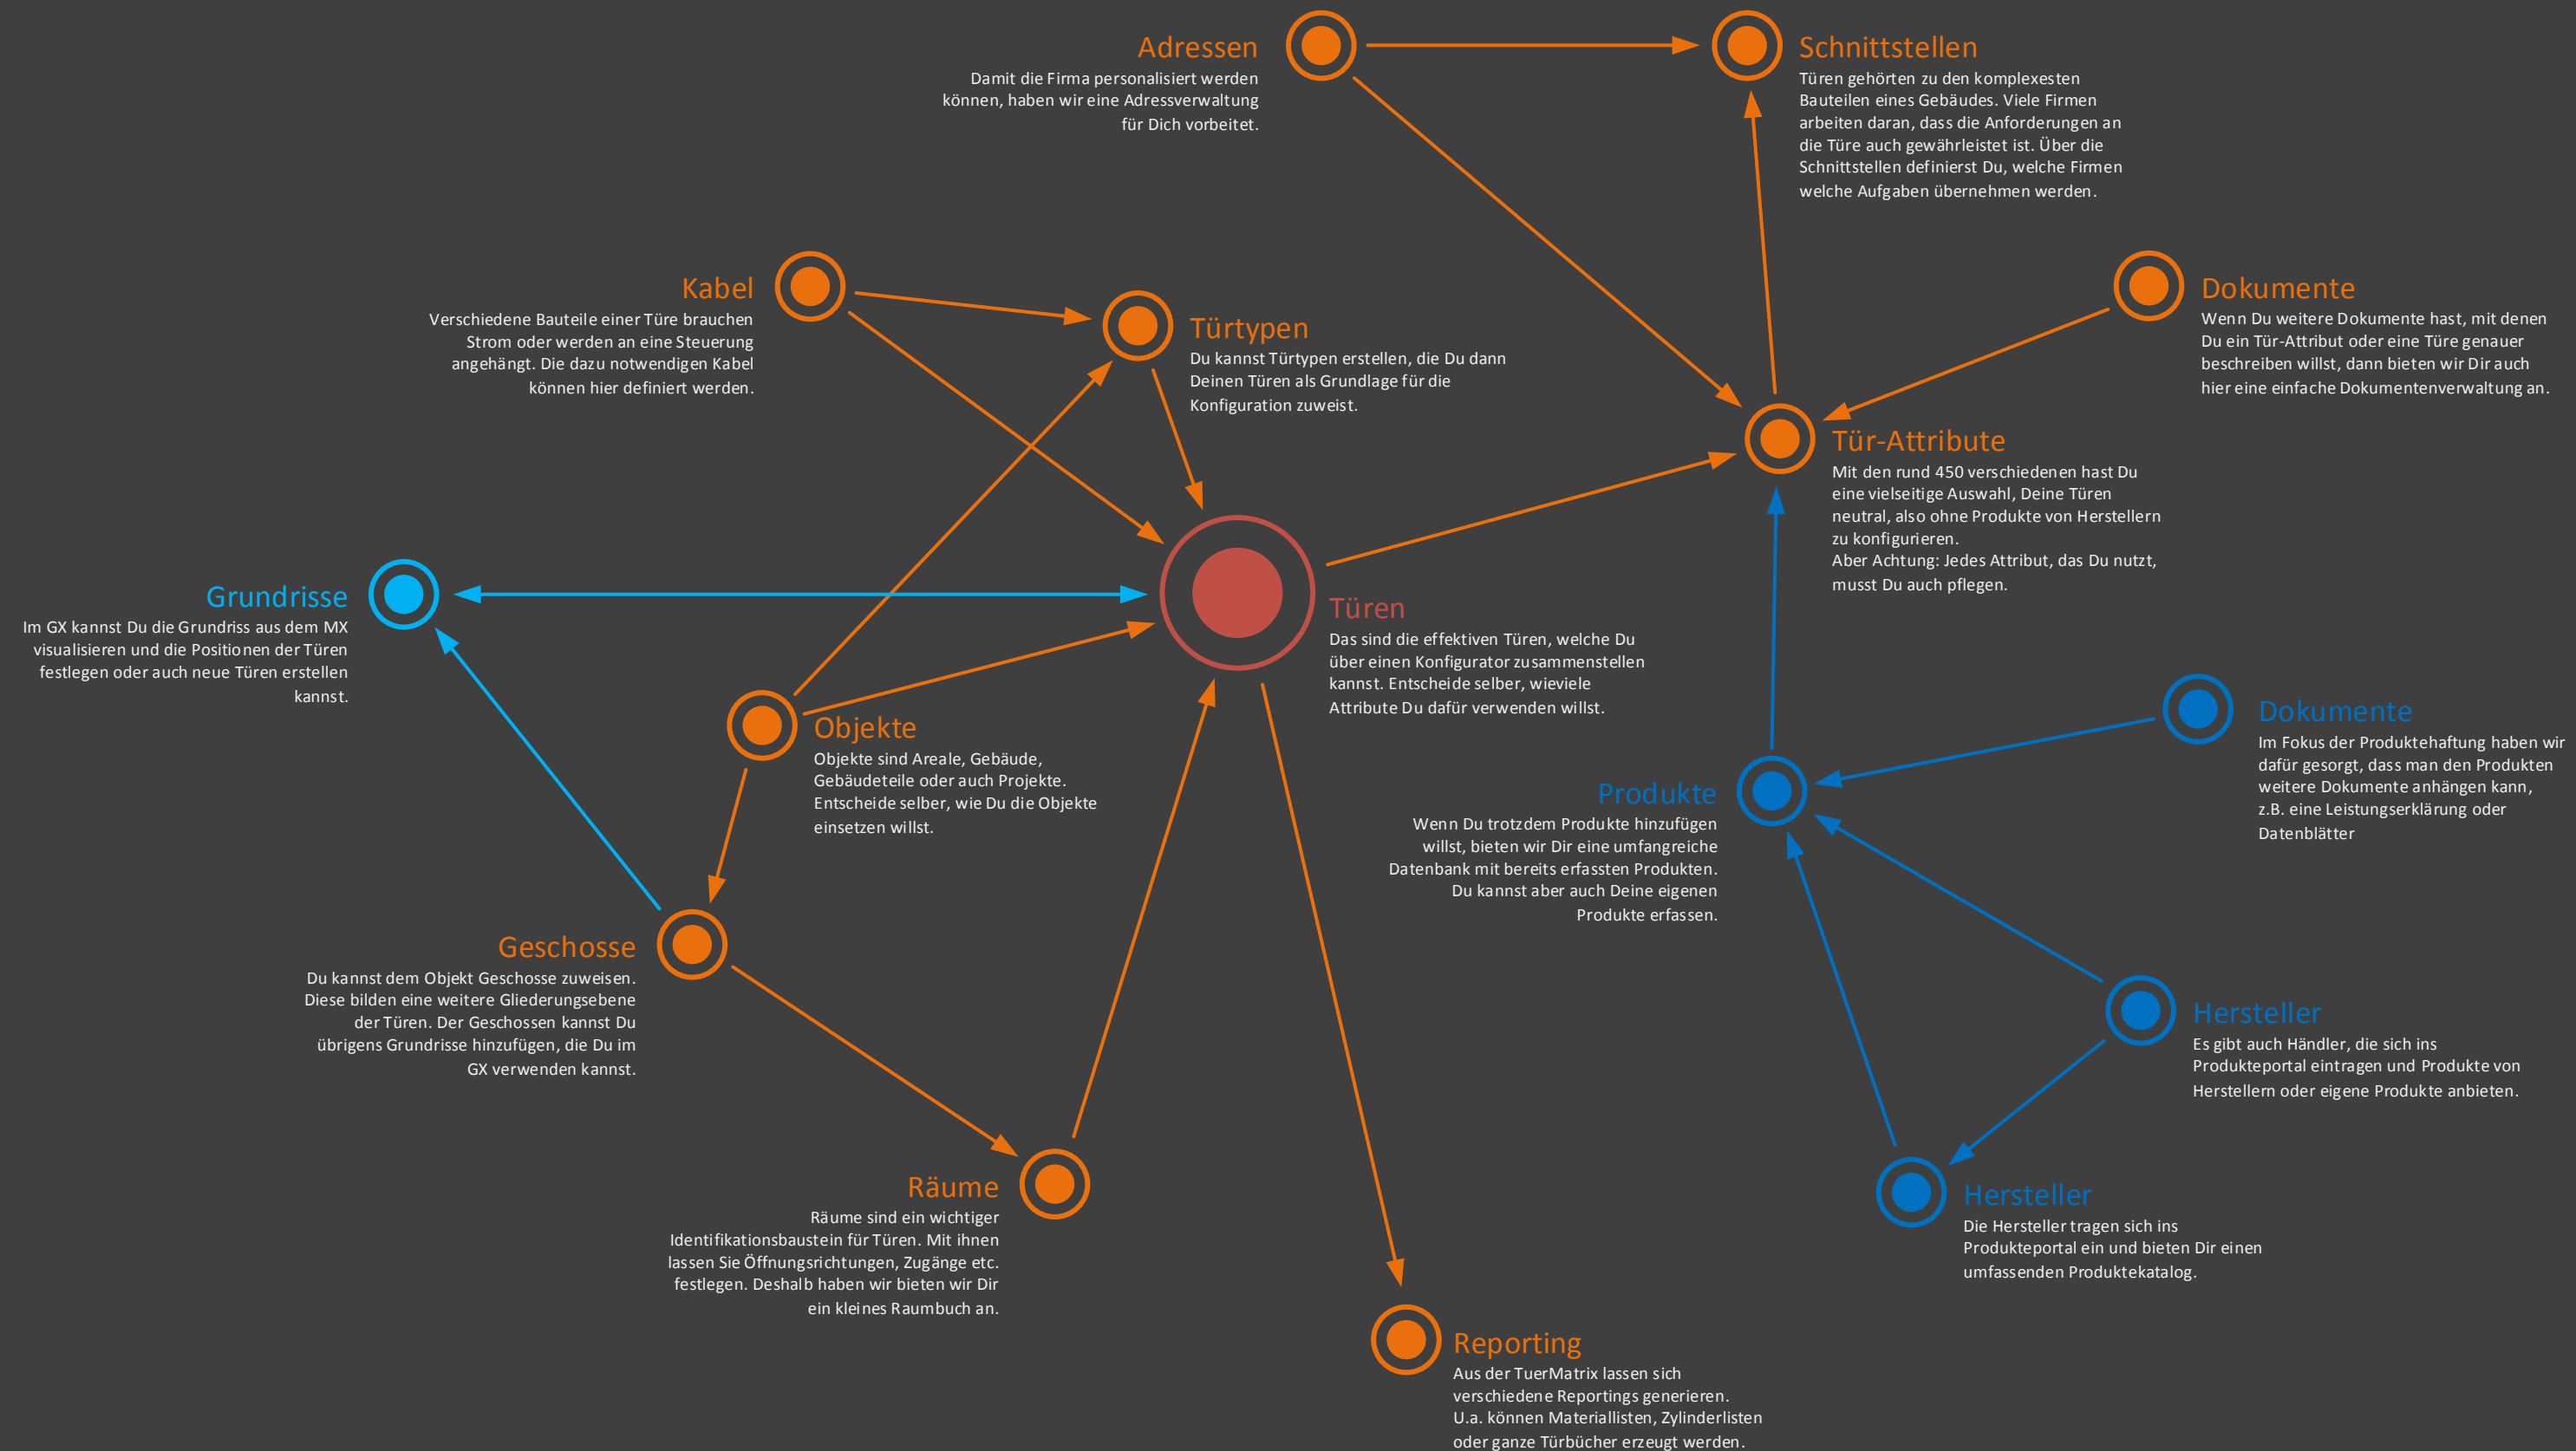 Adressen
Damit die Firma personalisiert werden
können, haben wir eine Adressverwaltung
für Dich vorbeitet.
Schnittstellen
Türen gehörten zu den komplexesten
Bauteilen eines Gebäudes. Viele Firmen
arbeiten daran, dass die Anforderungen an
die Türe auch gewährleistet ist. Über die
Schnittstellen definierst Du, welche Firmen
welche Aufgaben übernehmen werden.
Kabel
Verschiedene Bauteile einer Türe brauchen
Strom oder werden an eine Steuerung
angehängt. Die dazu notwendigen Kabel
können hier definiert werden.
Türtypen
Du kannst Türtypen erstellen, die Du dann
Deinen Türen als Grundlage für die
Konfiguration zuweist.
Dokumente
Wenn Du weitere Dokumente hast, mit denen
Du ein Tür-Attribut oder eine Türe genauer
beschreiben willst, dann bieten wir Dir auch
hier eine einfache Dokumentenverwaltung an.
Tür-Attribute
Mit den rund 450 verschiedenen hast Du
eine vielseitige Auswahl, Deine Türen
neutral, also ohne Produkte von Herstellern
zu konfigurieren.
Aber Achtung: Jedes Attribut, das Du nutzt,
musst Du auch pflegen.
Grundrisse
Im GX kannst Du die Grundriss aus dem MX
visualisieren und die Positionen der Türen
festlegen oder auch neue Türen erstellen
kannst.
Türen
Das sind die effektiven Türen, welche Du
über einen Konfigurator zusammenstellen
kannst. Entscheide selber, wieviele
Attribute Du dafür verwenden willst.
Objekte
Objekte sind Areale, Gebäude,
Gebäudeteile oder auch Projekte.
Entscheide selber, wie Du die Objekte
einsetzen willst.
Dokumente
Im Fokus der Produktehaftung haben wir
dafür gesorgt, dass man den Produkten
weitere Dokumente anhängen kann,
z.B. eine Leistungserklärung oder
Datenblätter
Produkte
Wenn Du trotzdem Produkte hinzufügen
willst, bieten wir Dir eine umfangreiche
Datenbank mit bereits erfassten Produkten.
Du kannst aber auch Deine eigenen
Produkte erfassen.
Geschosse
Du kannst dem Objekt Geschosse zuweisen.
Diese bilden eine weitere Gliederungsebene
der Türen. Der Geschossen kannst Du
übrigens Grundrisse hinzufügen, die Du im
GX verwenden kannst.
Hersteller
Es gibt auch Händler, die sich ins
Produkteportal eintragen und Produkte von
Herstellern oder eigene Produkte anbieten.
Räume
Räume sind ein wichtiger
Identifikationsbaustein für Türen. Mit ihnen
lassen Sie Öffnungsrichtungen, Zugänge etc.
festlegen. Deshalb haben wir bieten wir Dir
ein kleines Raumbuch an.
Hersteller
Die Hersteller tragen sich ins
Produkteportal ein und bieten Dir einen
umfassenden Produktekatalog.
Reporting
Aus der TuerMatrix lassen sich
verschiedene Reportings generieren.
U.a. können Materiallisten, Zylinderlisten
oder ganze Türbücher erzeugt werden.